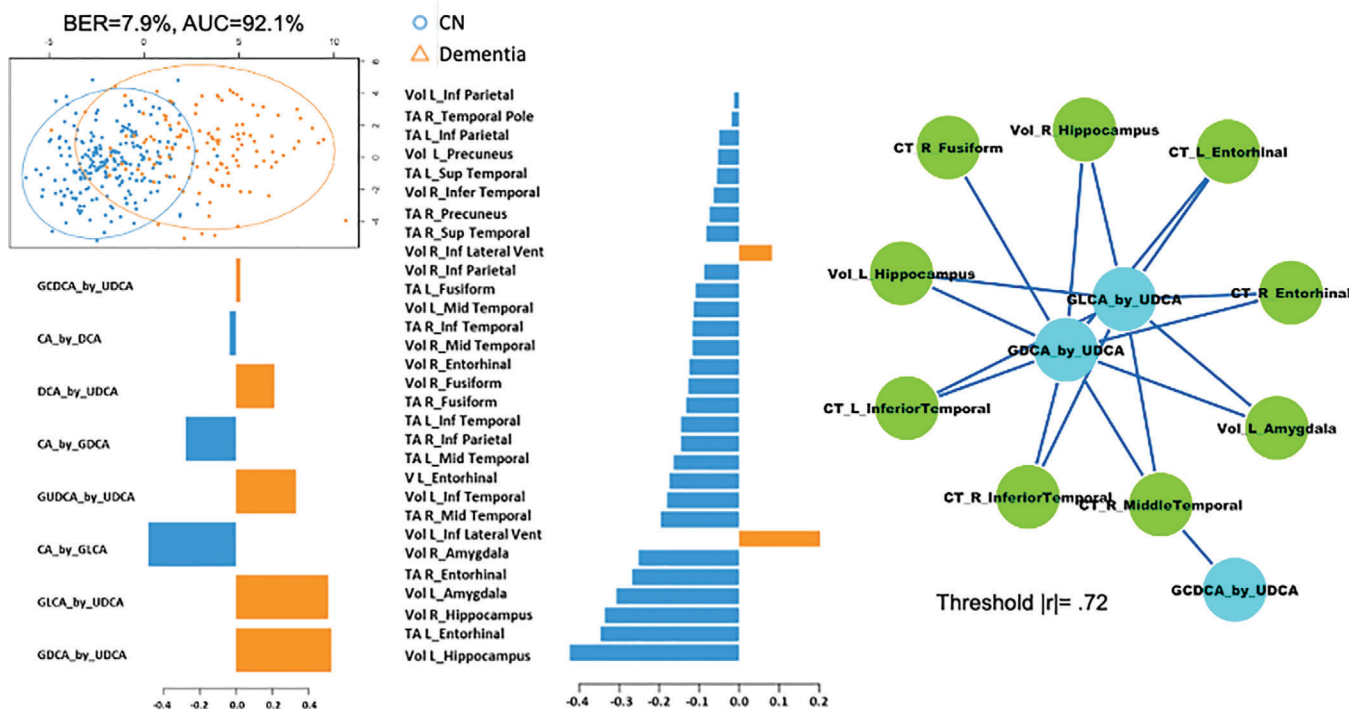 BER=7.9%, AUC=92.1%
-5 0 5 10
6
4
2
0
-2
-4
CN
Dementia
GCDCA_by_UDCA
CA_by_DCA
DCA_by_UDCA
CA_by_GDCA
GUDCA_by_UDCA
CA_by_GLCA
GLCA_by_UDCA
GDCA_by_UDCA
-0.4 -0.2 0.0 0.2 0.4
Vol L_Inf Parietal
TA R_Temporal Pole
TA L_Inf Parietal
Vol L_Precuneus
TA L_Sup Temporal
Vol R_Infer Temporal
TA R_Precuneus
TA R_Sup Temporal
Vol R_Inf Lateral Vent
Vol R_Inf Parietal
TA L_Fusiform
Vol L_Mid Temporal
TA R_Inf Temporal
Vol R_Mid Temporal
Vol R_Entorhinal
Vol R_Fusiform
TA R_Fusiform
TA L_Inf Temporal
TA R_Inf Parietal
TA L_Mid Temporal
V L_Entorhinal
Vol L_Inf Temporal
TA R_Mid Temporal
Vol L_Inf Lateral Vent
Vol R_Amygdala
TA R_Entorhinal
Vol L_Amygdala
Vol R_Hippocampus
TA L_Entorhinal
Vol L_Hippocampus
-0.4 -0.3 -0.2 -0.1 0.0 0.1 0.2
Vol_R_Hippocampus
CT_R_Fusiform
CT_L_Entorhinal
Vol_L_Hippocampus
GLCA_by_UDCA
CT_R_Entorhinal
GDCA_by_UDCA
CT_L_InferiorTemporal
Vol_L_Amygdala
CT_R_InferiorTemporal
CT_R_MiddleTemporal
GCDCA_by_UDCA
Threshold |r|= .72